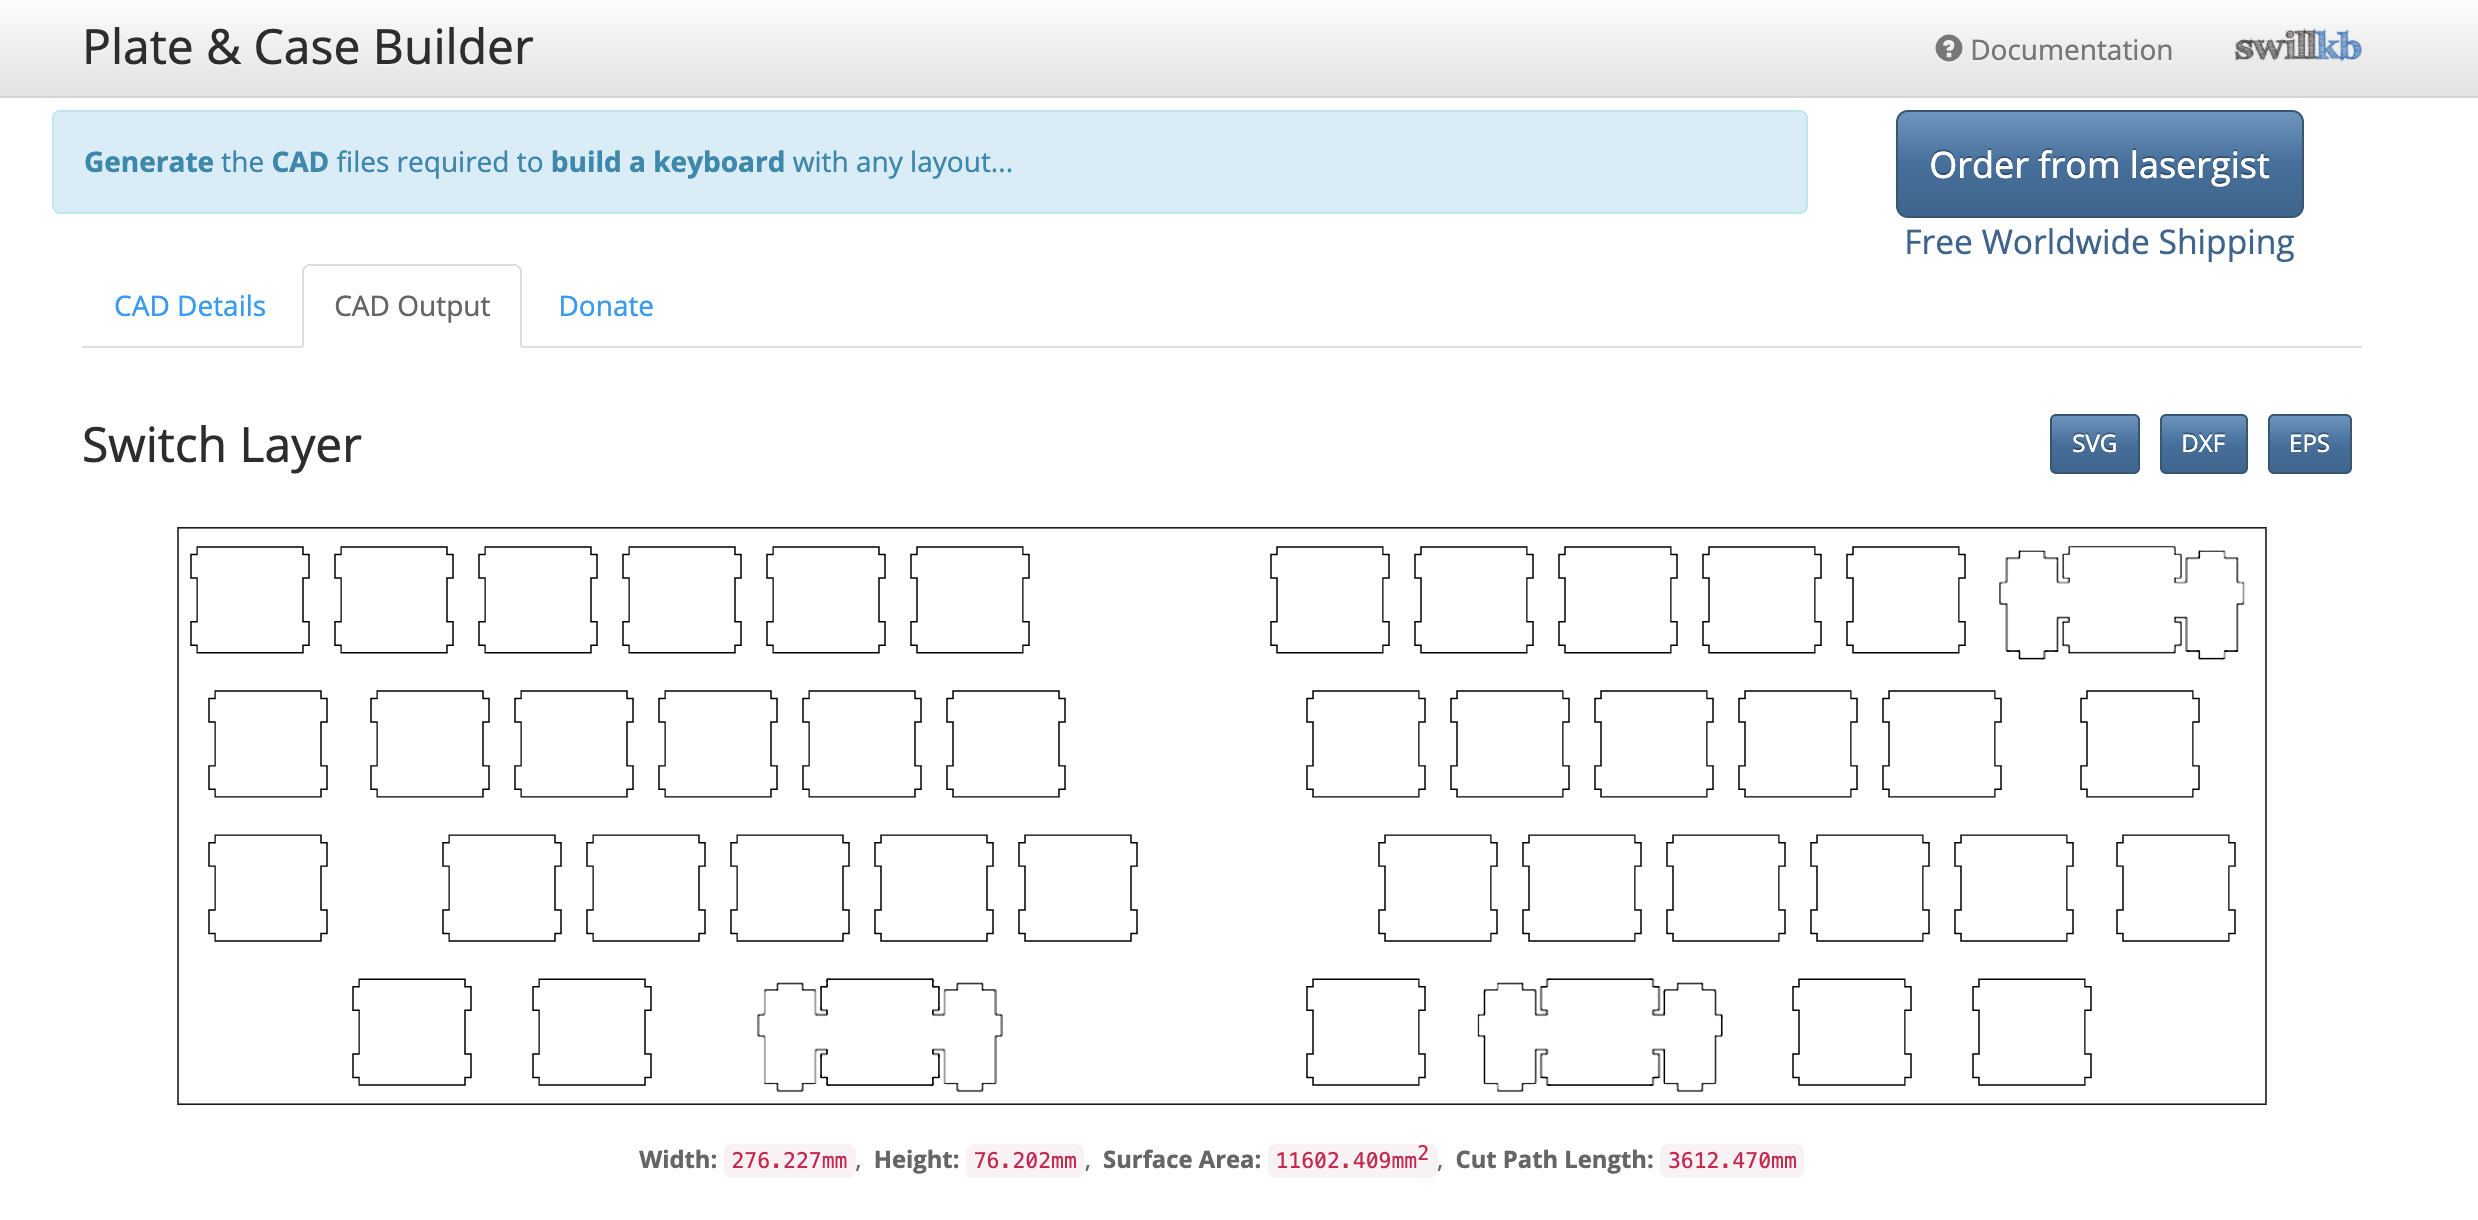 Plate & Case Builder
Documentation
swillkb
Generate the CAD files required to build a keyboard with any layout...
Order from lasergist
Free Worldwide Shipping
CAD Details
CAD Output
Donate
Switch Layer
SVG
DXF
EPS
Width: 276.227mm, Height: 76.202mm, Surface Area: 11602.409mm², Cut Path Length: 3612.470mm